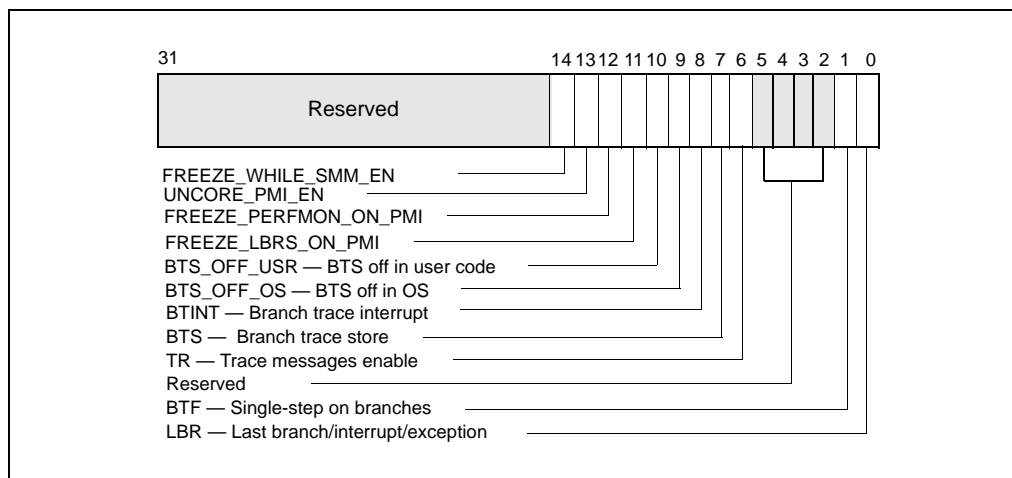 31 14 13 12 11 10 9 8 7 6 5 4 3 2 1 0
Reserved
FREEZE_WHILE_SMM_EN
UNCORE_PMI_EN
FREEZE_PERFMON_ON_PMI
FREEZE_LBRS_ON_PMI
BTS_OFF_USR — BTS off in user code
BTS_OFF_OS — BTS off in OS
BTINT — Branch trace interrupt
BTS — Branch trace store
TR — Trace messages enable
Reserved
BTF — Single-step on branches
LBR — Last branch/interrupt/exception